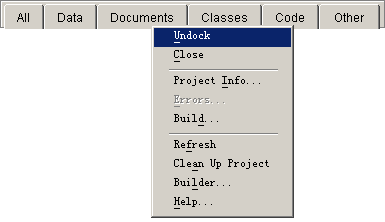 All Data Documents Classes Code Other
Undock
Close
Project Info...
Errors...
Build...
Refresh
Clean Up Project
Builder...
Help...